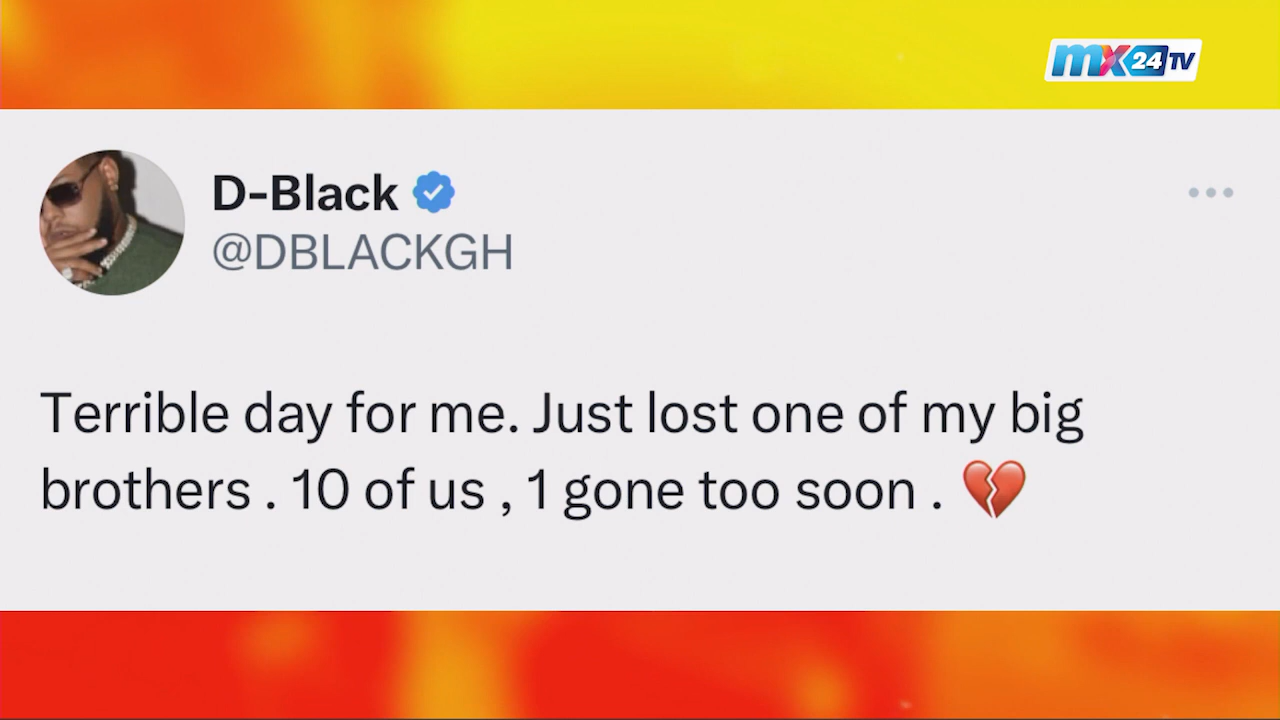 mx24TV
D-Black
@DBLACKGH
Terrible day for me. Just lost one of my big
brothers . 10 of us , 1 gone too soon . 💔